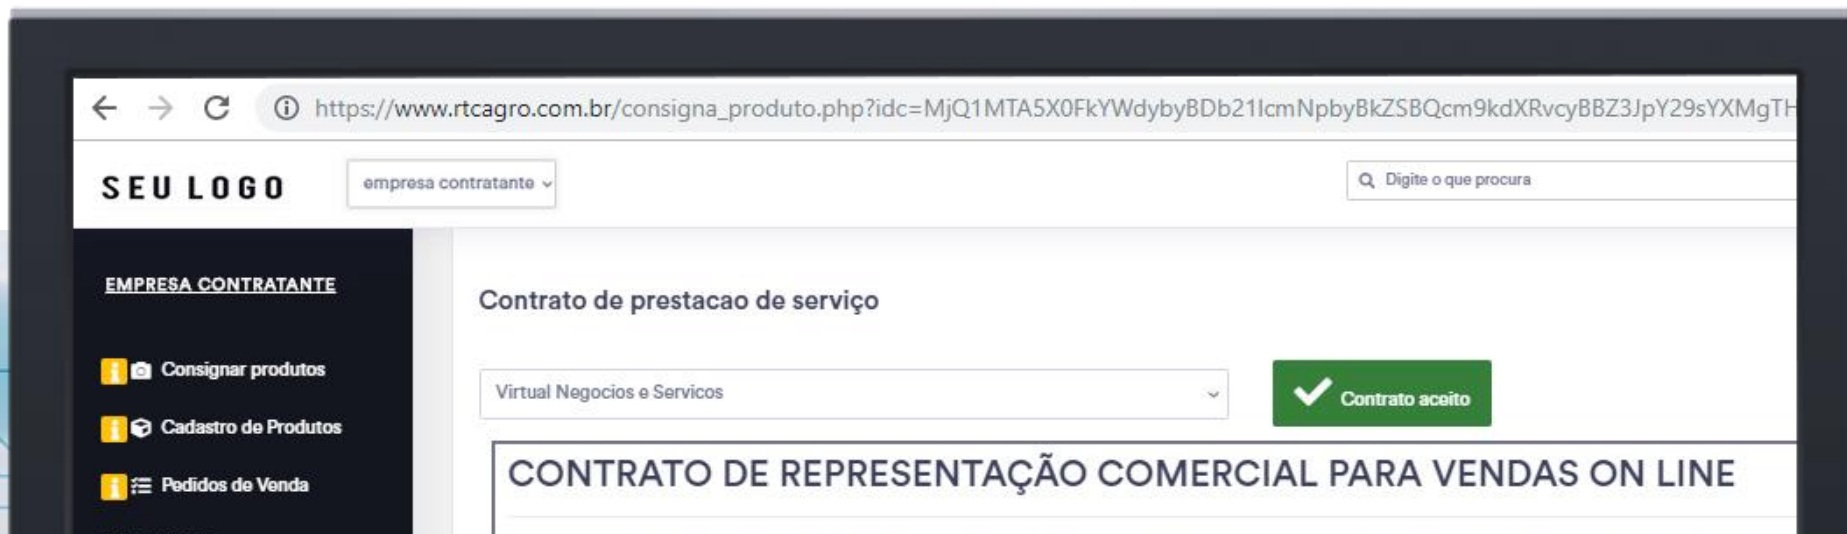 https://www.rtcagro.com.br/consigna_produto.php?idc=MjQ1MTA5X0FkYWdybyBDb21lcmNpbyBkZSBQcm9kdXRvcyBBZ3JpY29sYXMgTH
SEU LOGO
empresa contratante
Digite o que procura
EMPRESA CONTRATANTE
Contrato de prestacao de serviço
Consignar produtos
Virtual Negocios e Servicos
Contrato aceito
Cadastro de Produtos
CONTRATO DE REPRESENTAÇÃO COMERCIAL PARA VENDAS ON LINE
Pedidos de Venda